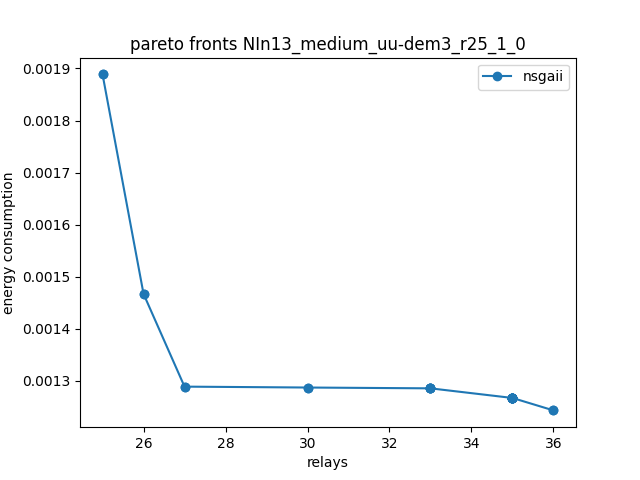 pareto fronts NIn13_medium_uu-dem3_r25_1_0
nsgaii
energy consumption
0.0019
0.0018
0.0017
0.0016
0.0015
0.0014
0.0013
26 28 30 32 34 36
relays